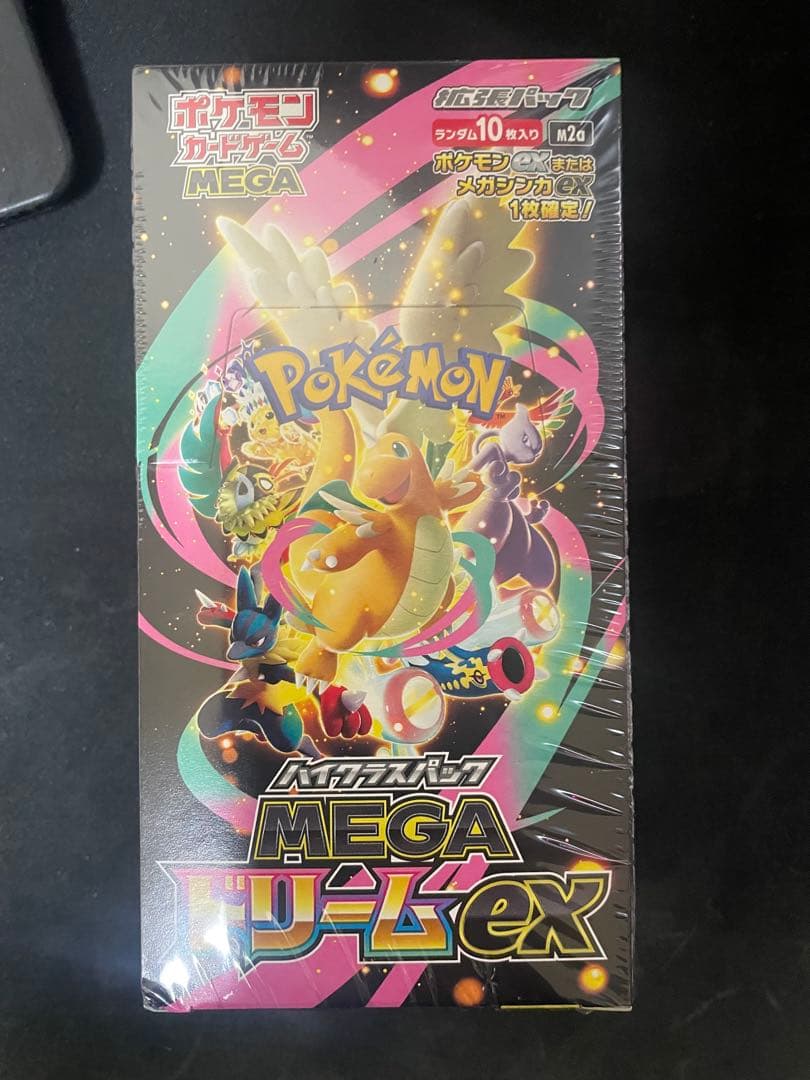 ポケモン
カードゲーム
MEGA
拡張パック
ランダム10枚入り M2a
ポケモンexまたは
メガシンカex
1枚確定!
POKÉMON
ハイクラスパック
MEGA
ドリームex